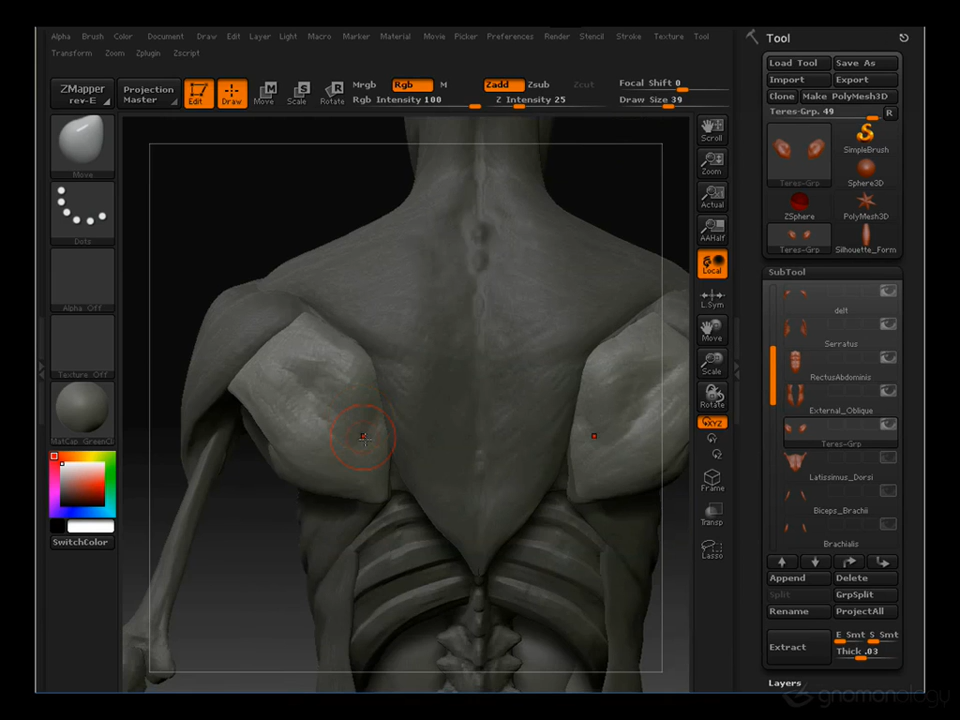 Alpha Brush Color Document Draw Edit Layer Light Macro Marker Material Movie Picker Preferences Render Stencil Stroke Texture Tool
Transform Zoom Zplugin Zscript
Tool
Load Tool Save As
Import Export
Clone Make PolyMesh3D
Teres-Grp. 49 R
ZMapper
rev-E
Projection
Master
Edit Draw Move Scale Rotate
Mrgb Rgb M
Rgb Intensity 100
Zadd Zsub Zcut
Z Intensity 25
Focal Shift 0
Draw Size 39
Move
Dots
Alpha Off
Texture Off
MatCap_GreenCl
SwitchColor
Scroll
Zoom
Actual
AAHalf
Local
L.Sym
Move
Scale
Rotate
XYZ
Frame
Transp
Lasso
SimpleBrush
Teres-Grp Sphere3D
ZSphere PolyMesh3D
Teres-Grp Silhouette_Form
SubTool
delt
Serratus
RectusAbdominis
External_Oblique
Teres-Grp
Latissimus_Dorsi
Biceps_Brachii
Brachialis
Append Delete
Split GrpSplit
Rename ProjectAll
Extract
E Smt S Smt
Thick .03
Layers
gnomonology